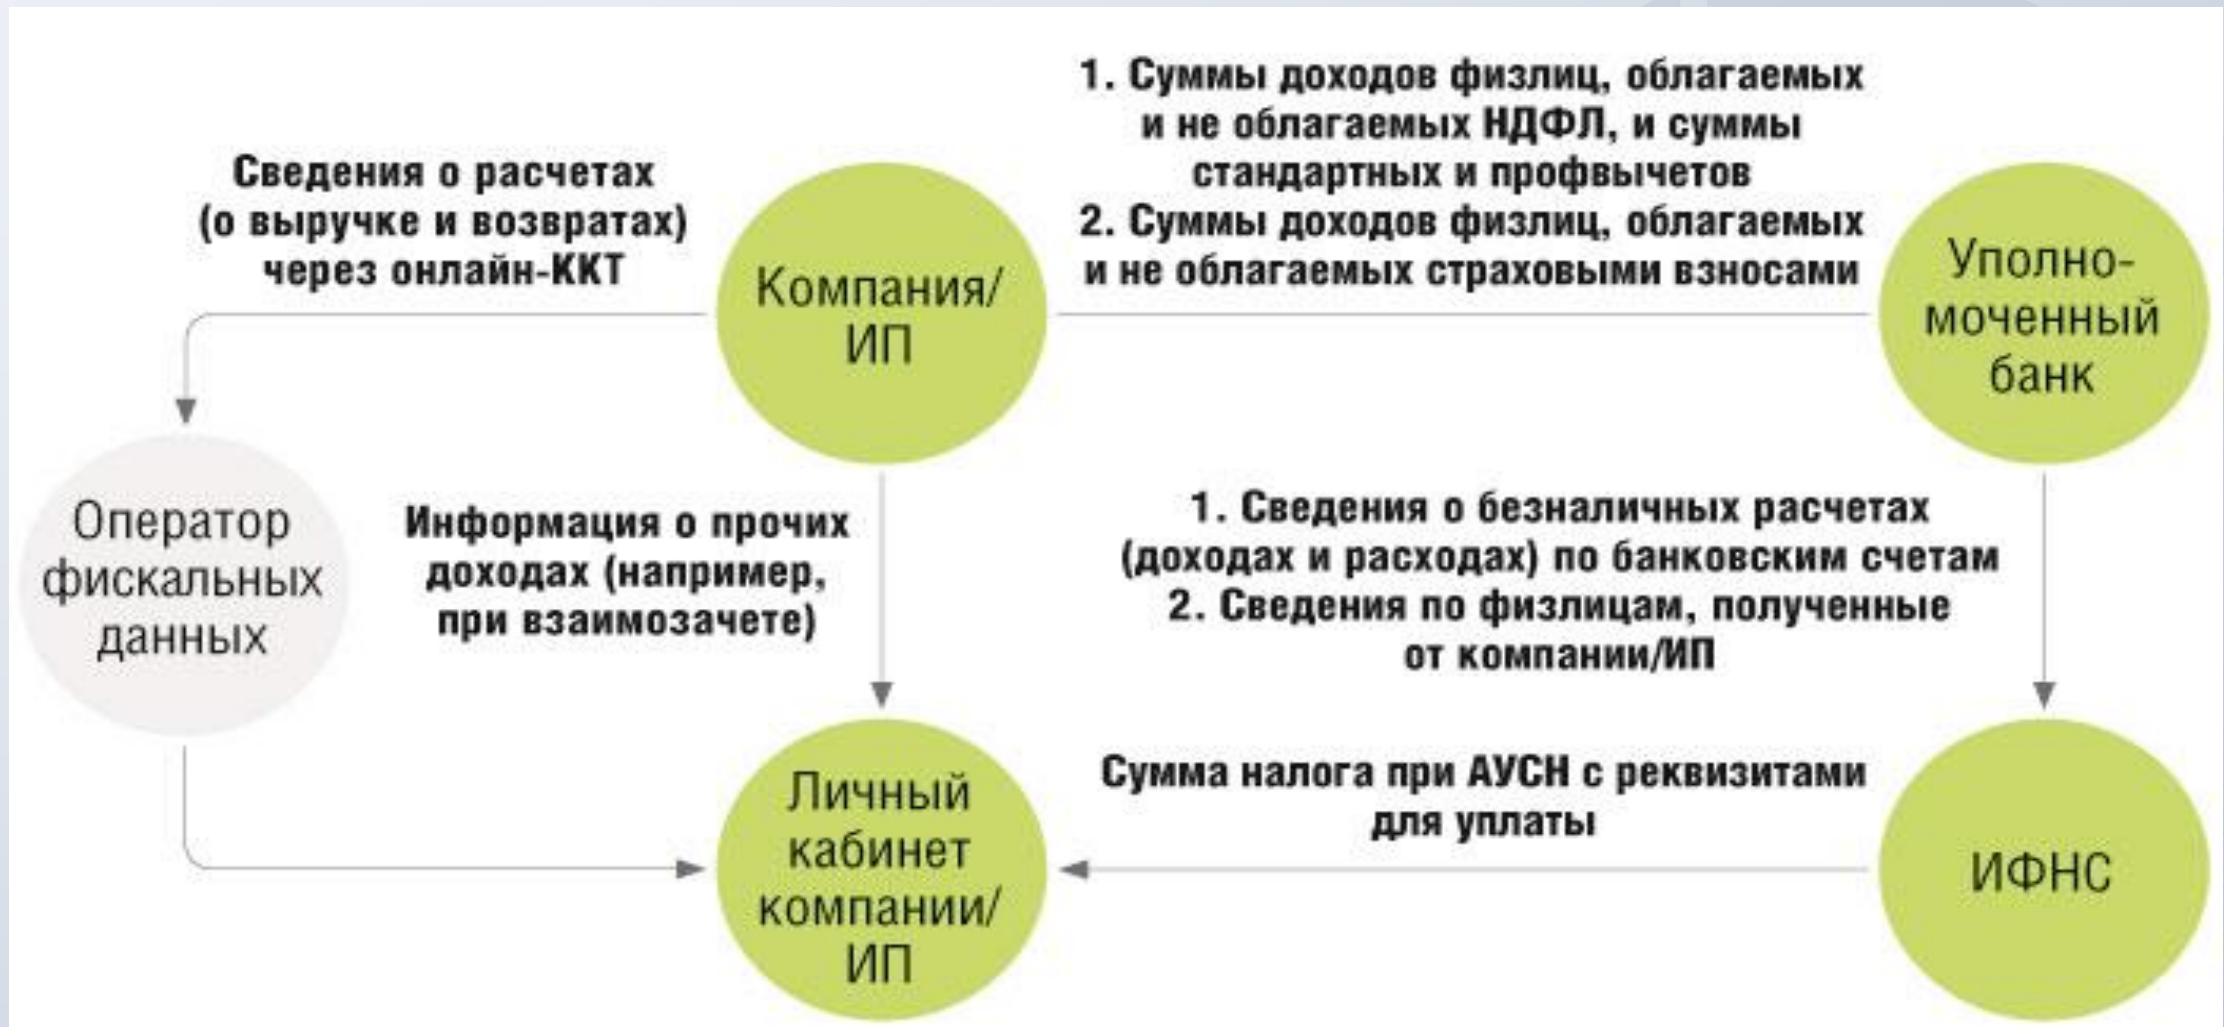 1. Суммы доходов физлиц, облагаемых
и не облагаемых НДФЛ, и суммы
стандартных и профвычетов
2. Суммы доходов физлиц, облагаемых
и не облагаемых страховыми взносами
Сведения о расчетах
(о выручке и возвратах)
через онлайн-ККТ
Компания/
ИП
Уполно-
моченный
банк
Оператор
фискальных
данных
Информация о прочих
доходах (например,
при взаимозачете)
1. Сведения о безналичных расчетах
(доходах и расходах) по банковским счетам
2. Сведения по физлицам, полученные
от компании/ИП
Личный
кабинет
компании/
ИП
Сумма налога при АУСН с реквизитами
для уплаты
ИФНС